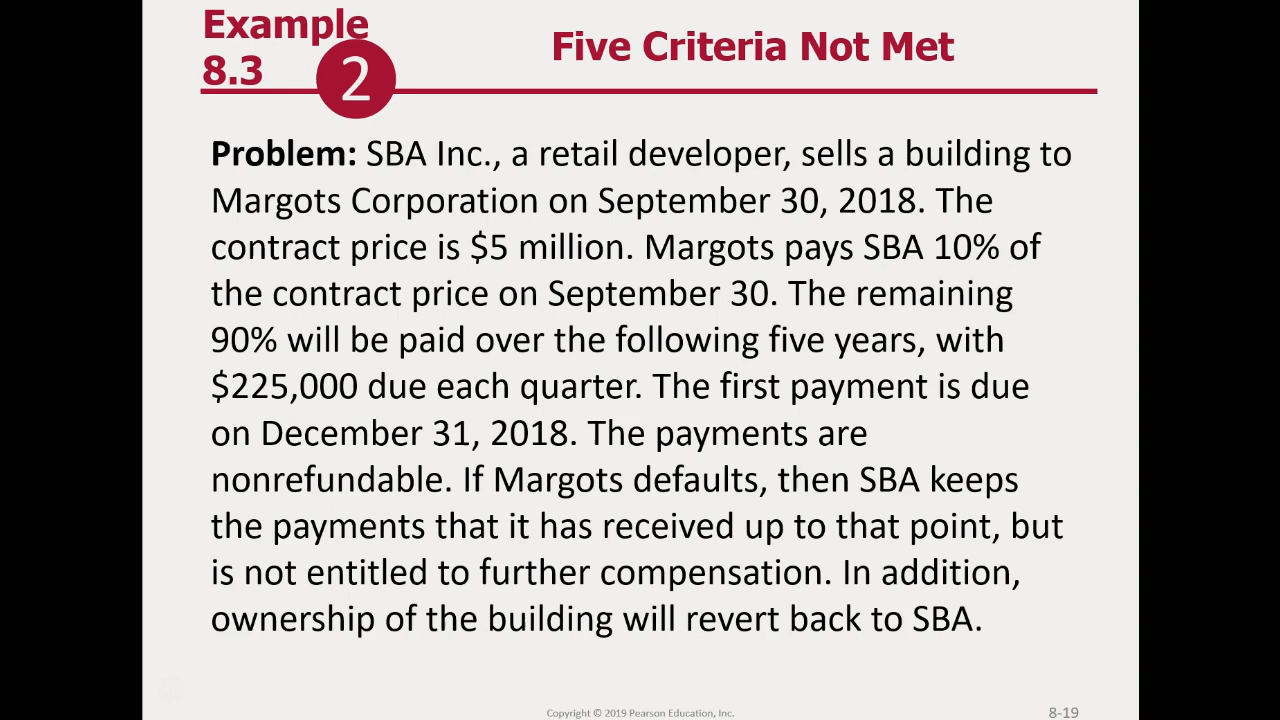 Example
8.3
2
Five Criteria Not Met
Problem: SBA Inc., a retail developer, sells a building to
Margots Corporation on September 30, 2018. The
contract price is $5 million. Margots pays SBA 10% of
the contract price on September 30. The remaining
90% will be paid over the following five years, with
$225,000 due each quarter. The first payment is due
on December 31, 2018. The payments are
nonrefundable. If Margots defaults, then SBA keeps
the payments that it has received up to that point, but
is not entitled to further compensation. In addition,
ownership of the building will revert back to SBA.
Copyright © 2019 Pearson Education, Inc.
8-19